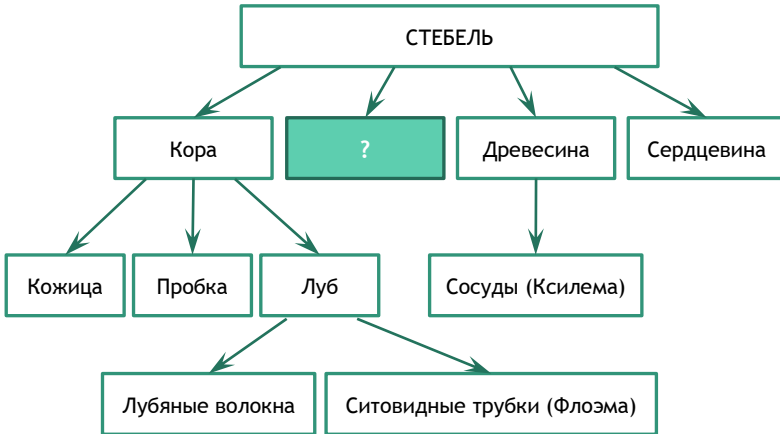 СТЕБЕЛЬ
Кора
?
Древесина
Сердцевина
Кожица
Пробка
Луб
Сосуды (Ксилема)
Лубяные волокна
Ситовидные трубки (Флоэма)